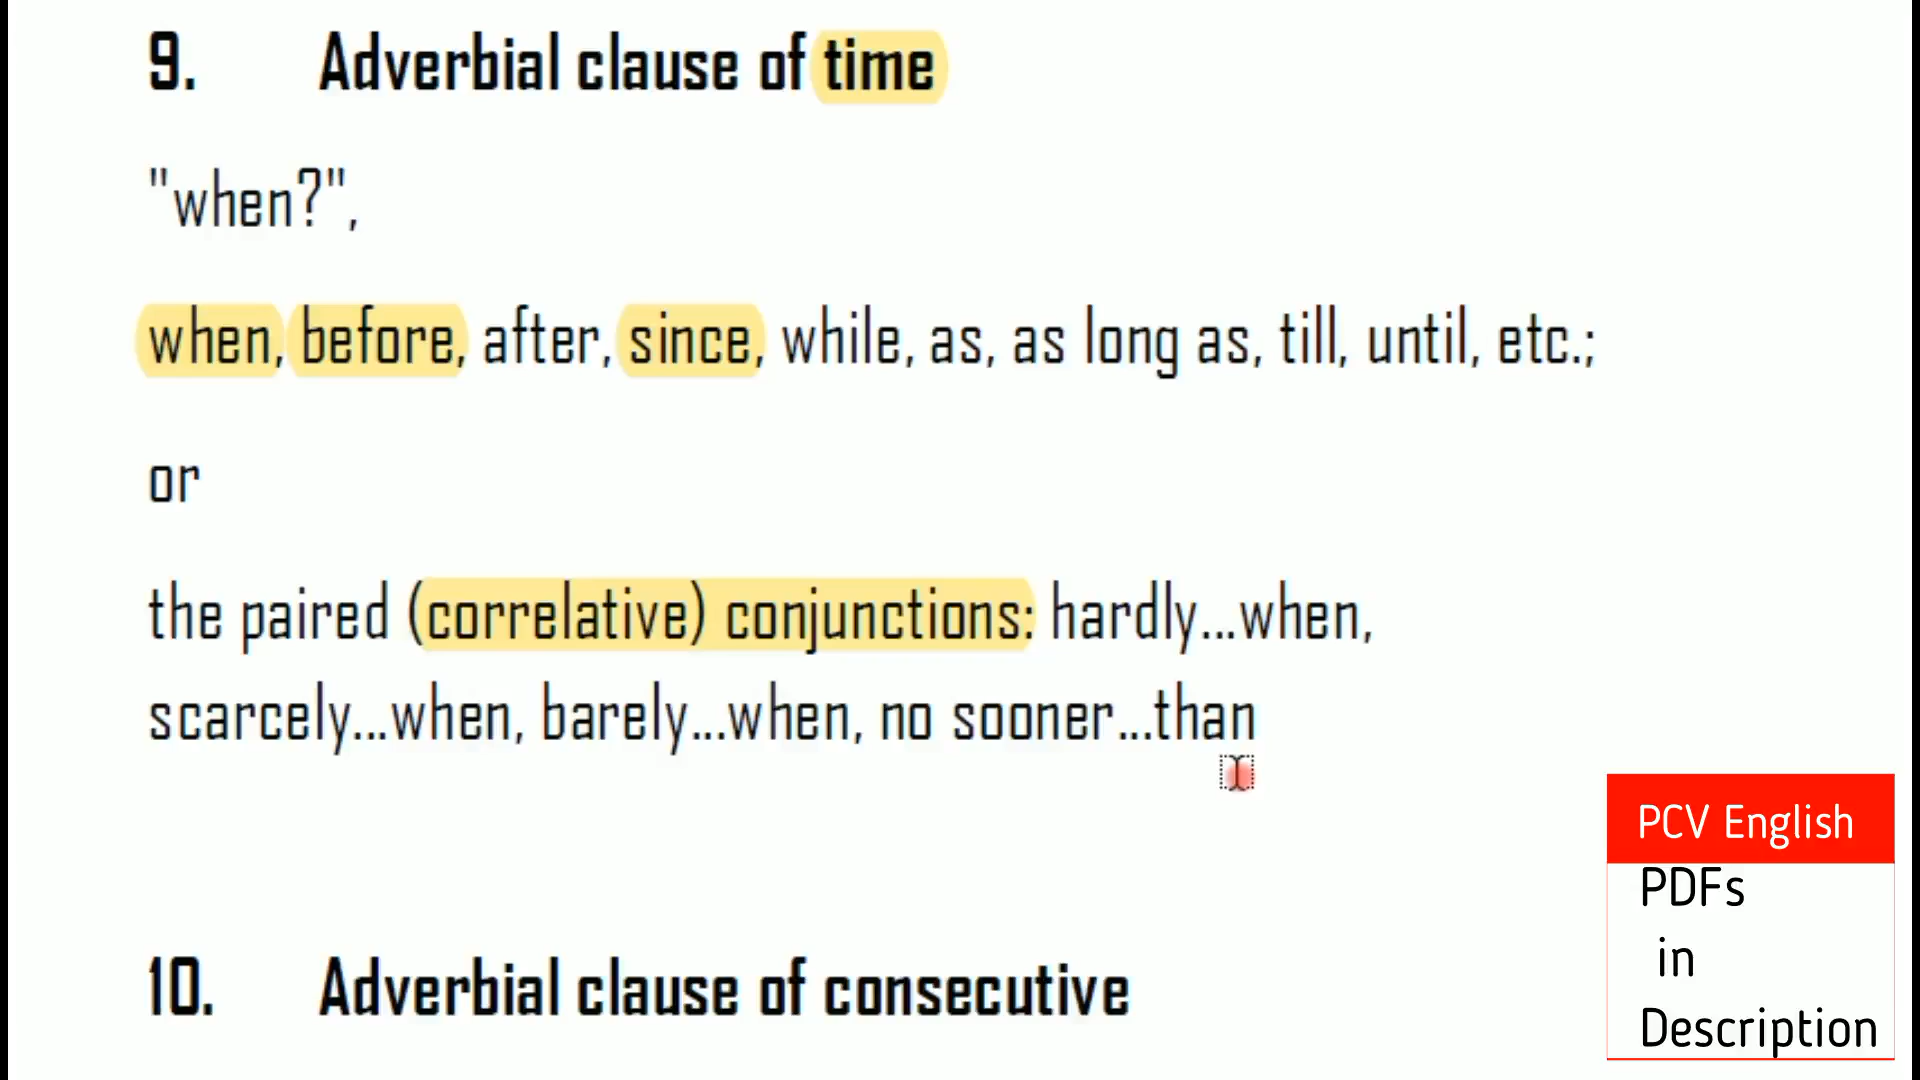 9. Adverbial clause of time
"when?",
when, before, after, since, while, as, as long as, till, until, etc.;
or
the paired (correlative) conjunctions: hardly...when,
scarcely...when, barely...when, no sooner...than
10. Adverbial clause of consecutive
PCV English
PDFs
in
Description